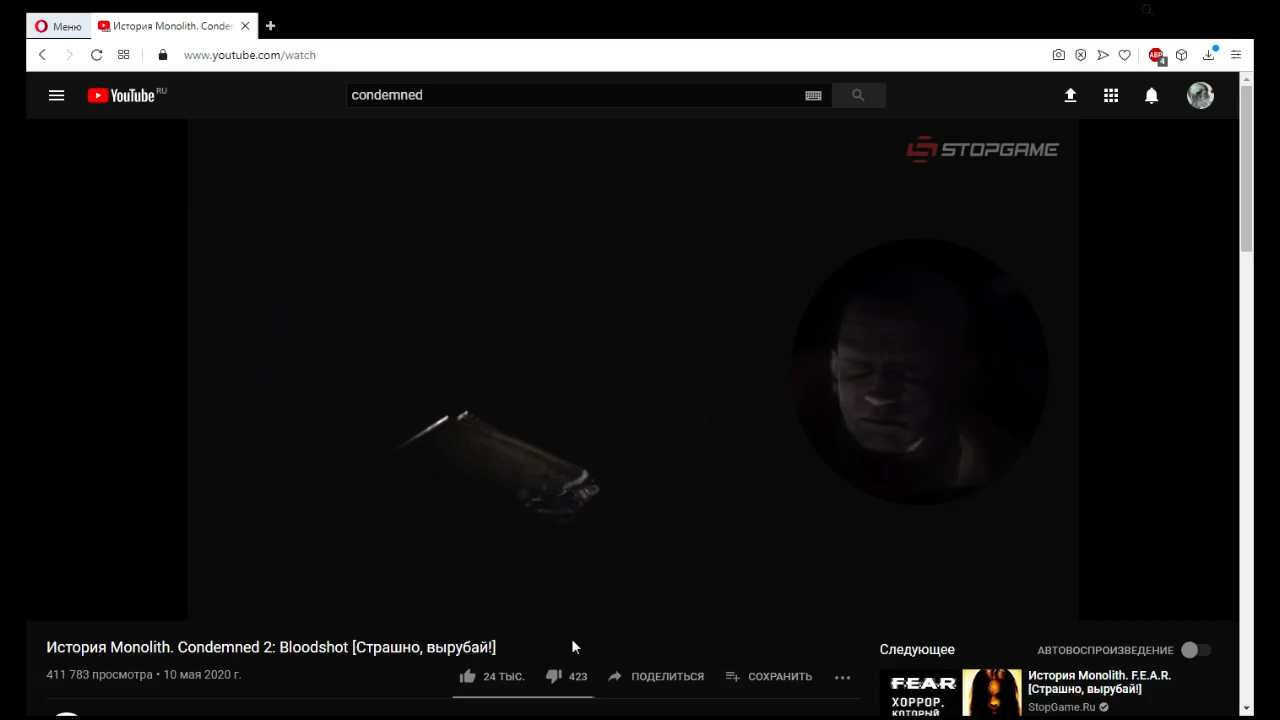 Меню
История Monolith. Conde
www.youtube.com/watch
ABP
4
YouTube RU
condemned
STOPGAME
История Monolith. Condemned 2: Bloodshot [Страшно, вырубай!]
411 783 просмотра • 10 мая 2020 г.
24 ТЫС.
423
ПОДЕЛИТЬСЯ
СОХРАНИТЬ
Следующее
АВТОВОСПРОИЗВЕДЕНИЕ
FEAR
ХОРРОР,
КОТОРЫЙ
История Monolith. F.E.A.R.
[Страшно, вырубай!]
StopGame.Ru